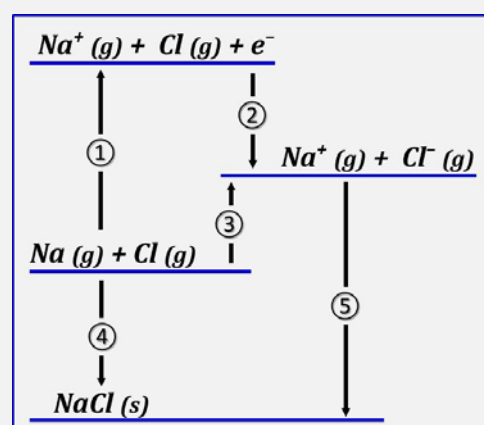 Na⁺ (g) + Cl (g) + e⁻
②
Na⁺ (g) + Cl⁻ (g)
①
③
Na (g) + Cl (g)
⑤
④
NaCl (s)